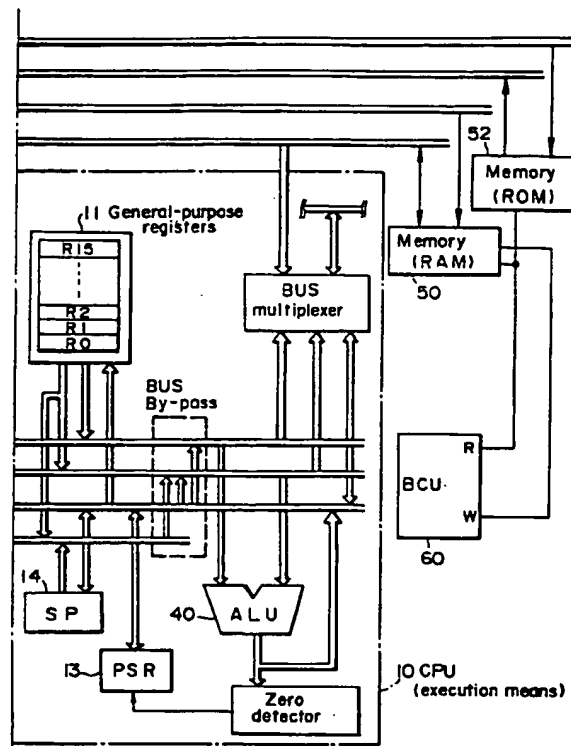 52
Memory
(ROM)
11 General-purpose
registers
R15
R2
R1
R0
Memory
(RAM)
50
BUS
multiplexer
BUS
By-pass
BCU
R
W
60
14
SP
40
ALU
13
PSR
10 CPU
(execution means)
Zero
detector